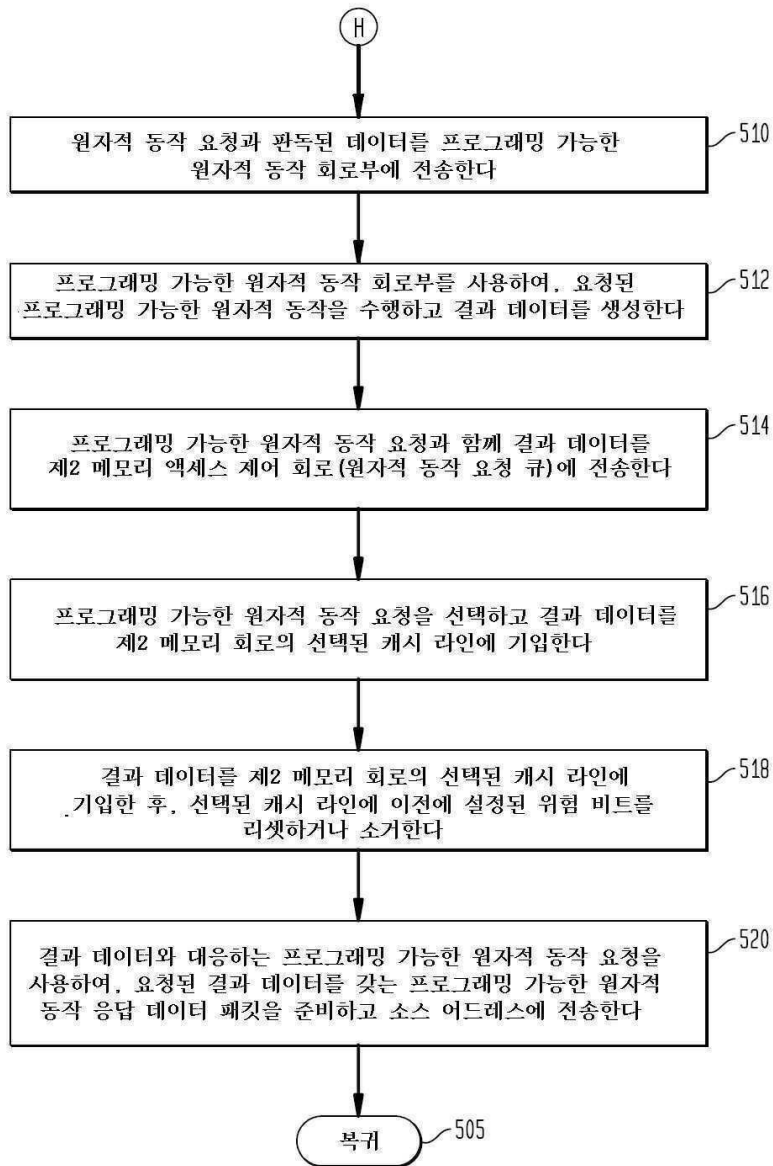 H
510
원자적 동작 요청과 판독된 데이터를 프로그래밍 가능한
원자적 동작 회로부에 전송한다
512
프로그래밍 가능한 원자적 동작 회로부를 사용하여, 요청된
프로그래밍 가능한 원자적 동작을 수행하고 결과 데이터를 생성한다
514
프로그래밍 가능한 원자적 동작 요청과 함께 결과 데이터를
제2 메모리 액세스 제어 회로(원자적 동작 요청 큐)에 전송한다
516
프로그래밍 가능한 원자적 동작 요청을 선택하고 결과 데이터를
제2 메모리 회로의 선택된 캐시 라인에 기입한다
518
결과 데이터를 제2 메모리 회로의 선택된 캐시 라인에
기입한 후, 선택된 캐시 라인에 이전에 설정된 위험 비트를
리셋하거나 소거한다
520
결과 데이터와 대응하는 프로그래밍 가능한 원자적 동작 요청을
사용하여, 요청된 결과 데이터를 갖는 프로그래밍 가능한 원자적
동작 응답 데이터 패킷을 준비하고 소스 어드레스에 전송한다
복귀
505